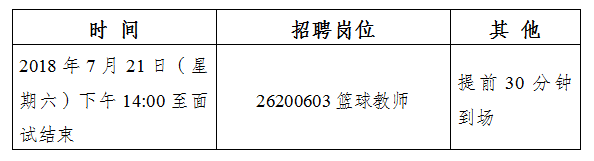 时 间 招聘岗位 其 他
2018 年 7 月 21 日（星
期六）下午 14:00 至面
试结束
26200603 篮球教师
提前 30 分钟
到场